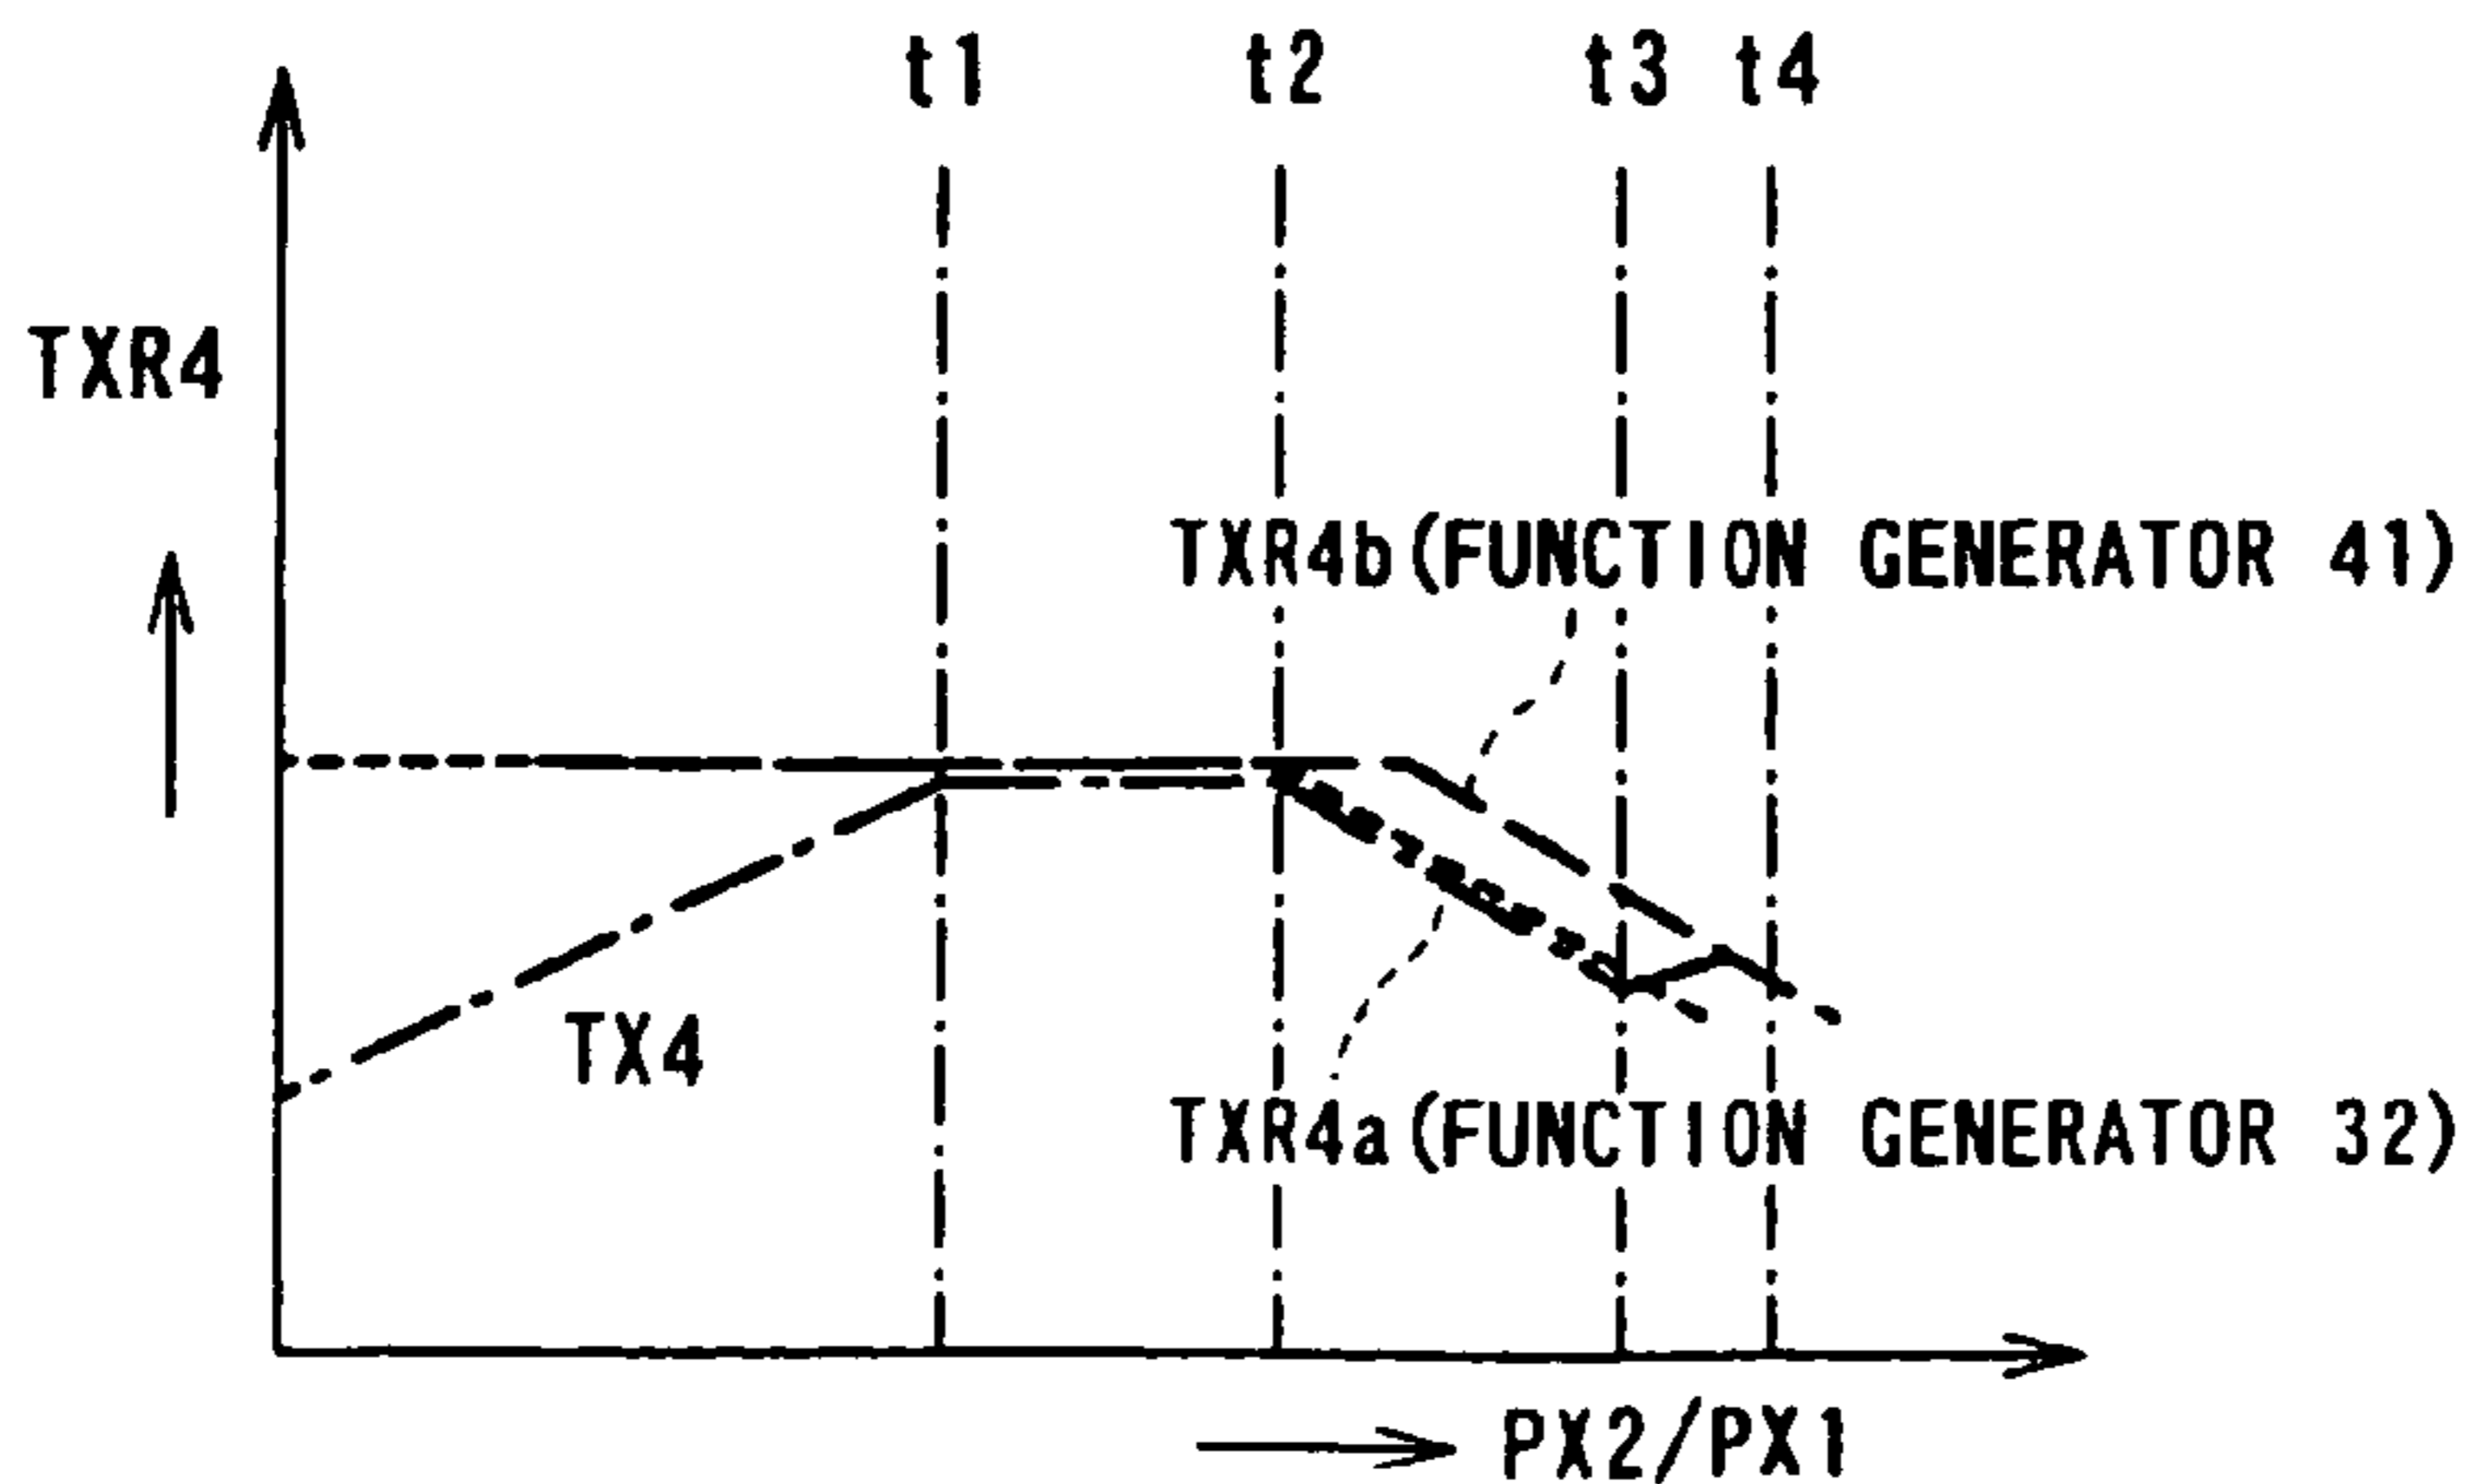 t1 t2 t3 t4
TXR4
TXR4b(FUNCTION GENERATOR 41)
TX4
TXR4a(FUNCTION GENERATOR 32)
PX2/PX1